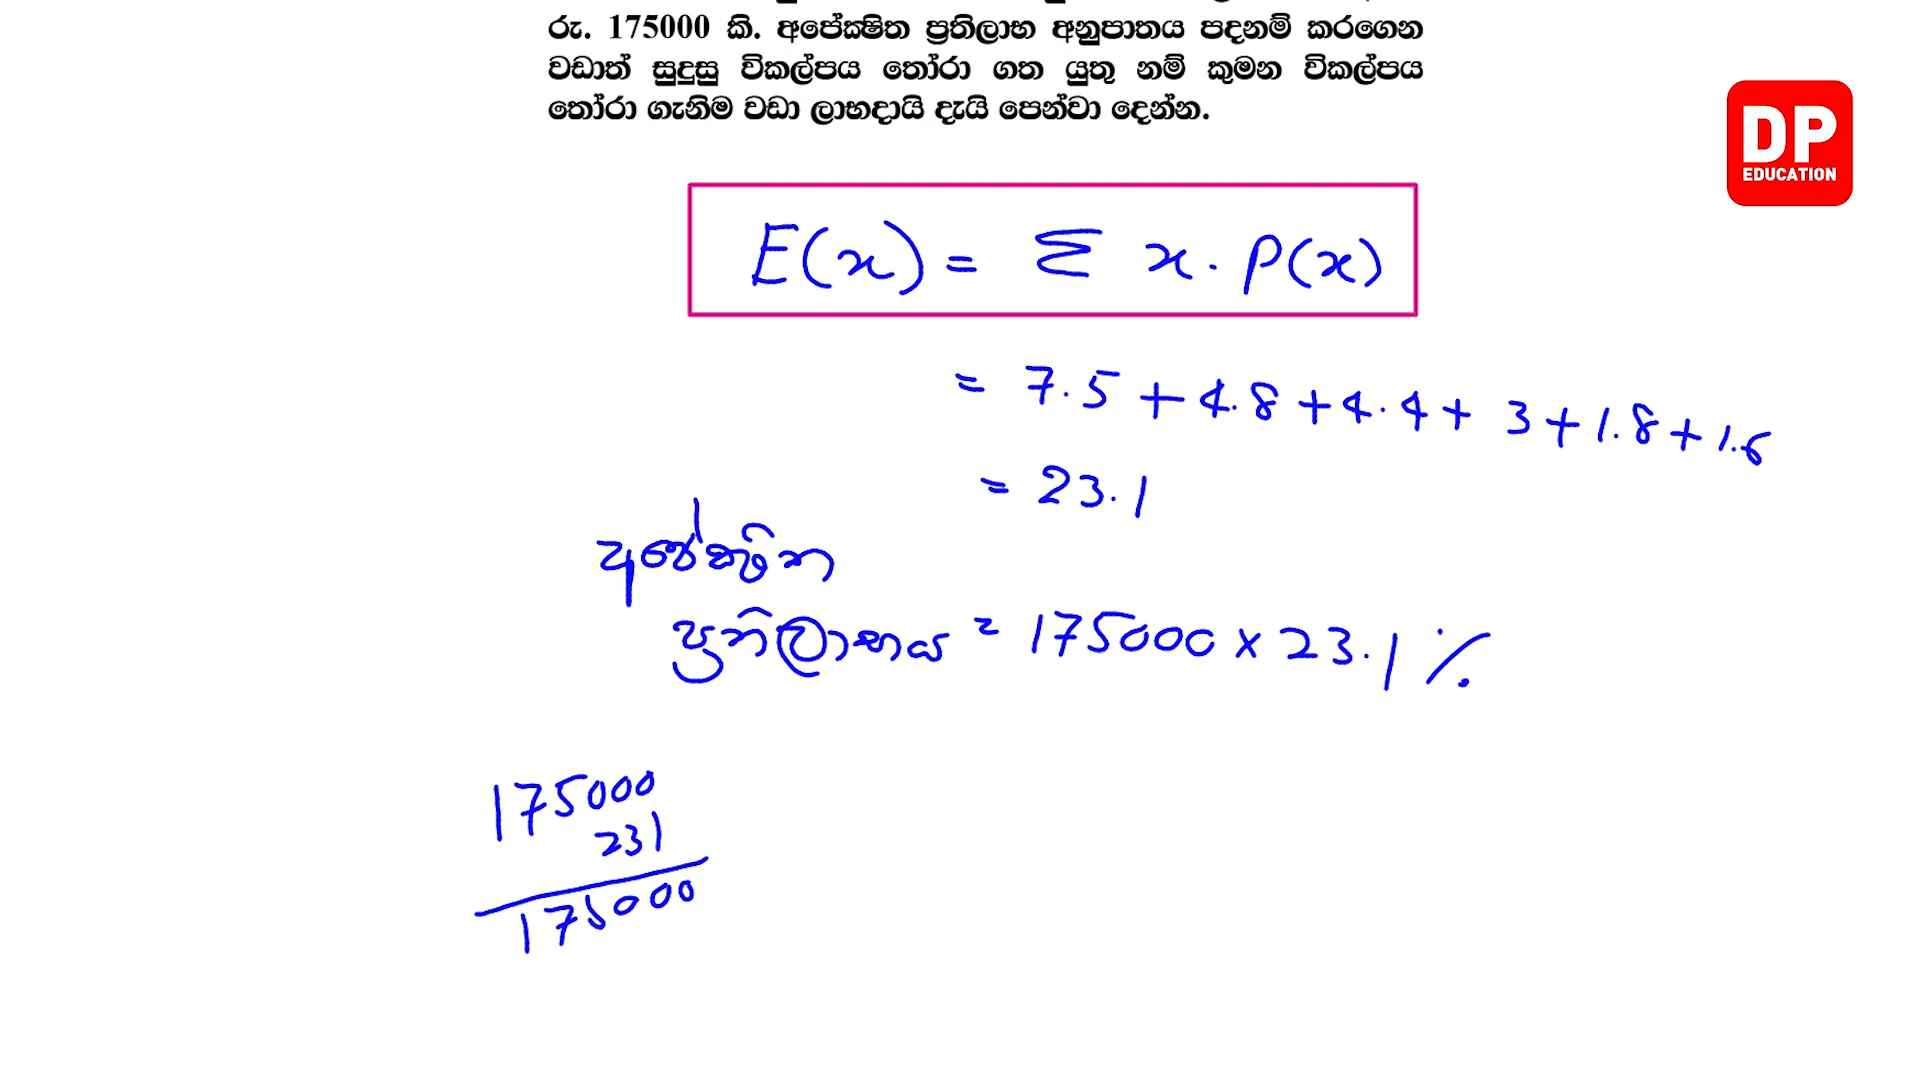 රු. 175000 කි. අපේක්ෂිත ප්‍රතිලාභ අනුපාතය පදනම් කරගෙන
වඩාත් සුදුසු විකල්පය තෝරා ගත යුතු නම් කුමන විකල්පය
තෝරා ගැනීම වඩා ලාභදායි දැයි පෙන්වා දෙන්න.
DP
EDUCATION
E(x) = Σ x . P(x)
= 7.5 + 4.8 + 4.4 + 3 + 1.8 + 1.6
= 23.1
අපේක්ෂිත
ප්‍රතිලාභය = 175000 × 23.1 %
175000
231
175000